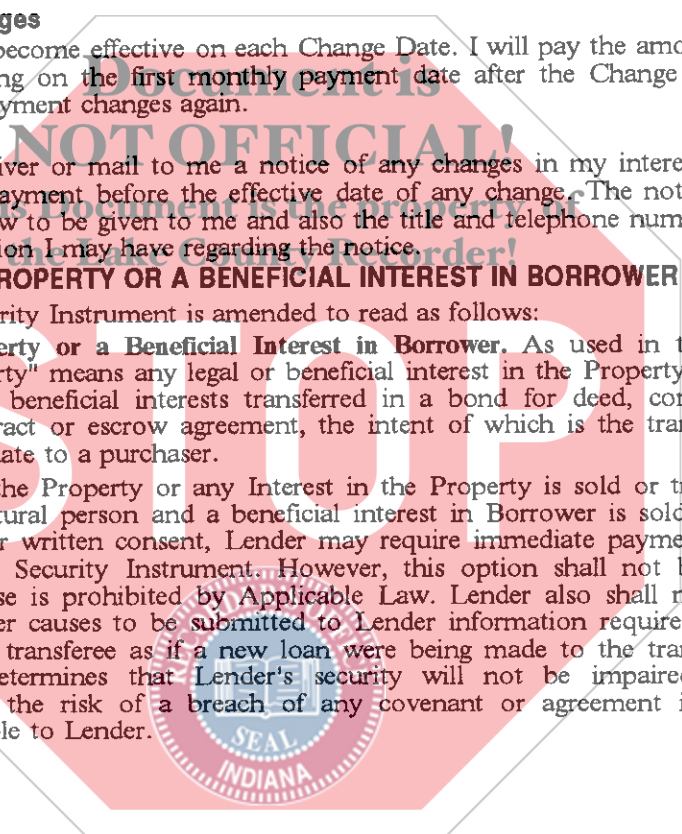 ges
become effective on each Change Date. I will pay the amo
ng on the first monthly payment date after the Change
yment changes again.
Document is
NOT OFFICIAL!
This Document is the property of
the Lake County Recorder!
iver or mail to me a notice of any changes in my intere
ayment before the effective date of any change. The not
w to be given to me and also the title and telephone num
ion I may have regarding the notice.
ROPERTY OR A BENEFICIAL INTEREST IN BORROWER
rity Instrument is amended to read as follows:
erty or a Beneficial Interest in Borrower. As used in t
rty" means any legal or beneficial interest in the Property
beneficial interests transferred in a bond for deed, con
ract or escrow agreement, the intent of which is the tran
ate to a purchaser.
STOP
the Property or any Interest in the Property is sold or tr
tural person and a beneficial interest in Borrower is sold
r written consent, Lender may require immediate payme
Security Instrument. However, this option shall not b
se is prohibited by Applicable Law. Lender also shall n
er causes to be submitted to Lender information require
transferee as if a new loan were being made to the tran
etermines that Lender's security will not be impaire
the risk of a breach of any covenant or agreement i
le to Lender.
SEAL
INDIANA